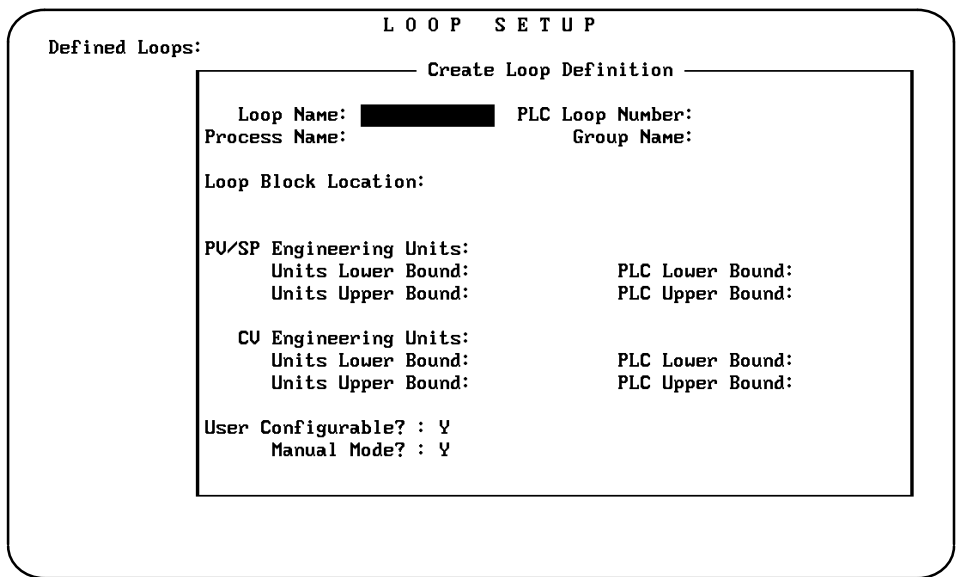 LOOP SETUP
Defined Loops:
Create Loop Definition
Loop Name: PLC Loop Number:
Process Name: Group Name:
Loop Block Location:
PV/SP Engineering Units:
Units Lower Bound: PLC Lower Bound:
Units Upper Bound: PLC Upper Bound:
CV Engineering Units:
Units Lower Bound: PLC Lower Bound:
Units Upper Bound: PLC Upper Bound:
User Configurable? : Y
Manual Mode? : Y